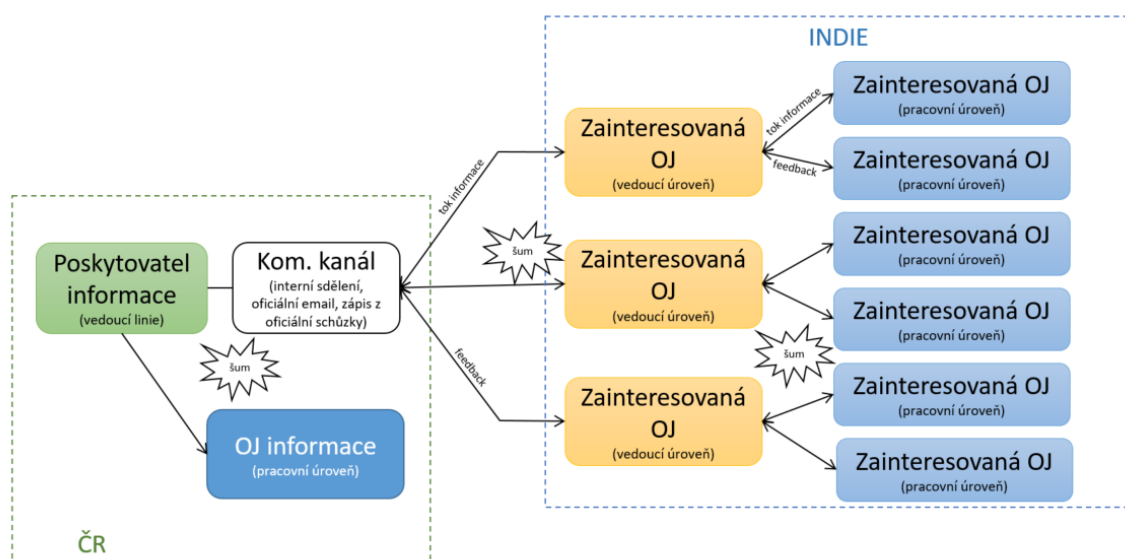 INDIE
Zainteresovaná OJ
(pracovní úroveň)
Zainteresovaná
OJ
(vedoucí úroveň)
tok informace
feedback
Zainteresovaná OJ
(pracovní úroveň)
tok informace
Poskytovatel
informace
(vedoucí linie)
Kom. kanál
(interní sdělení,
oficiální email, zápis z
oficiální schůzky)
šum
Zainteresovaná
OJ
(vedoucí úroveň)
Zainteresovaná OJ
(pracovní úroveň)
Zainteresovaná OJ
(pracovní úroveň)
šum
feedback
šum
Zainteresovaná
OJ
(vedoucí úroveň)
Zainteresovaná OJ
(pracovní úroveň)
Zainteresovaná OJ
(pracovní úroveň)
OJ informace
(pracovní úroveň)
ČR